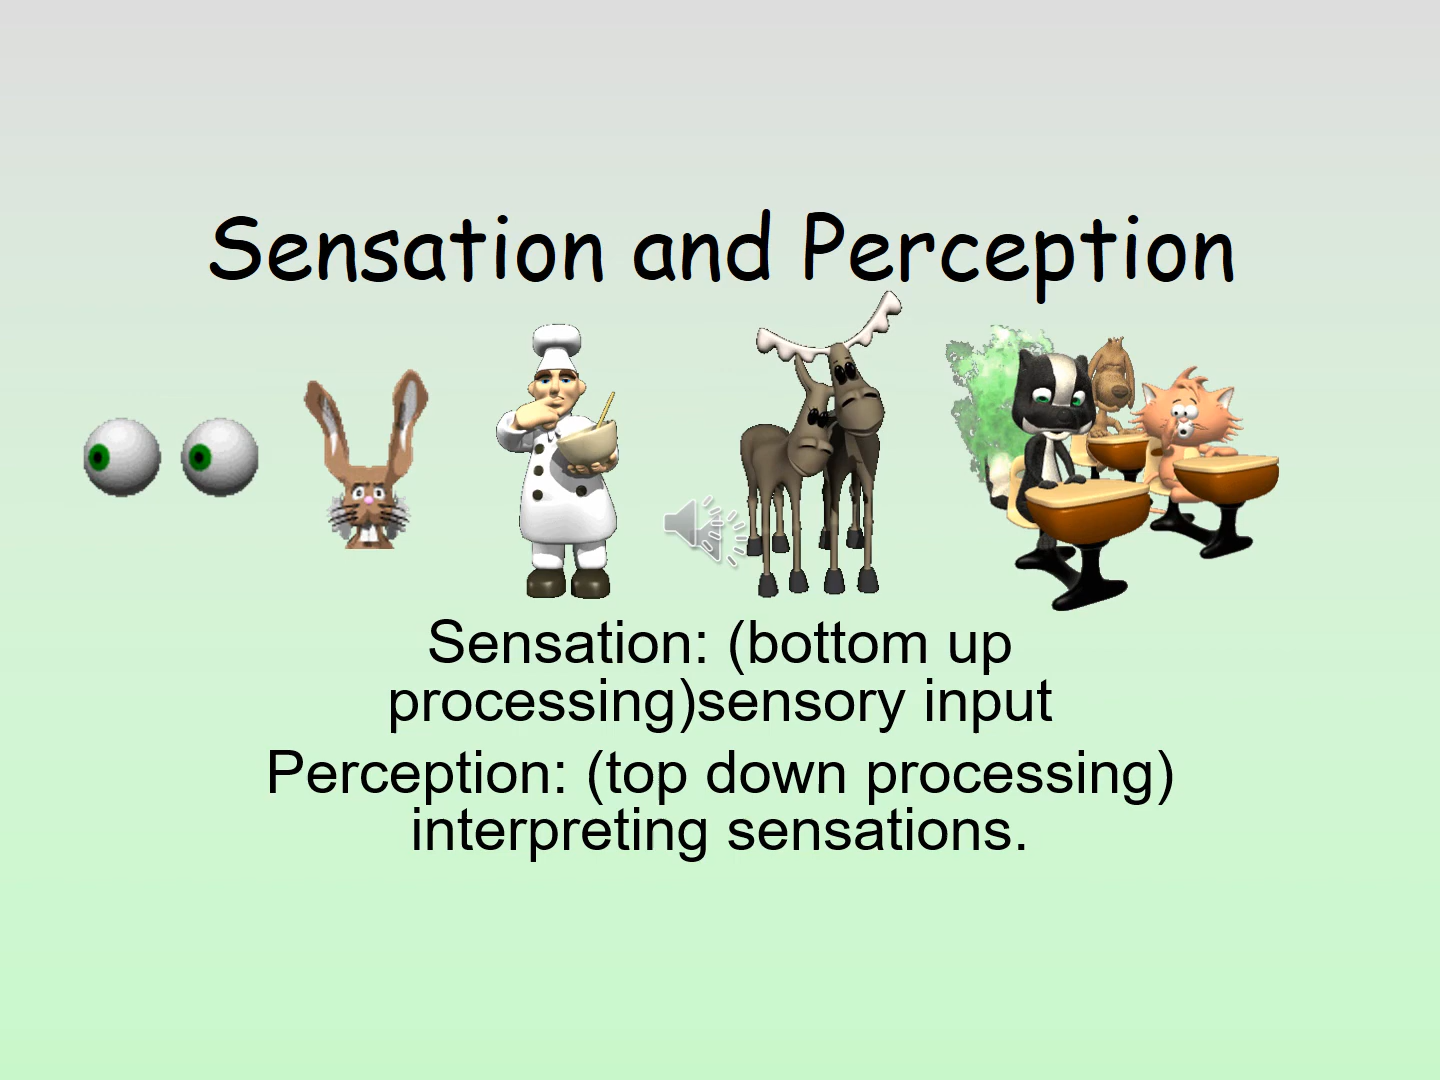 Sensation and Perception
Sensation: (bottom up
processing)sensory input
Perception: (top down processing)
interpreting sensations.